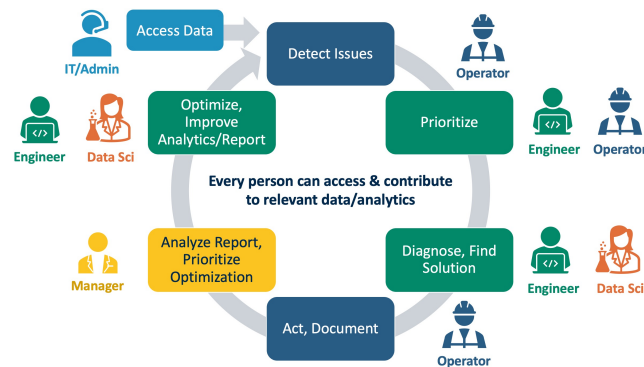 Access Data
IT/Admin
Detect Issues
Operator
Prioritize
Engineer
Operator
Optimize,
Improve
Analytics/Report
Engineer
Data Sci
Every person can access & contribute
to relevant data/analytics
Analyze Report,
Prioritize
Optimization
Manager
Diagnose, Find
Solution
Engineer
Data Sci
Act, Document
Operator